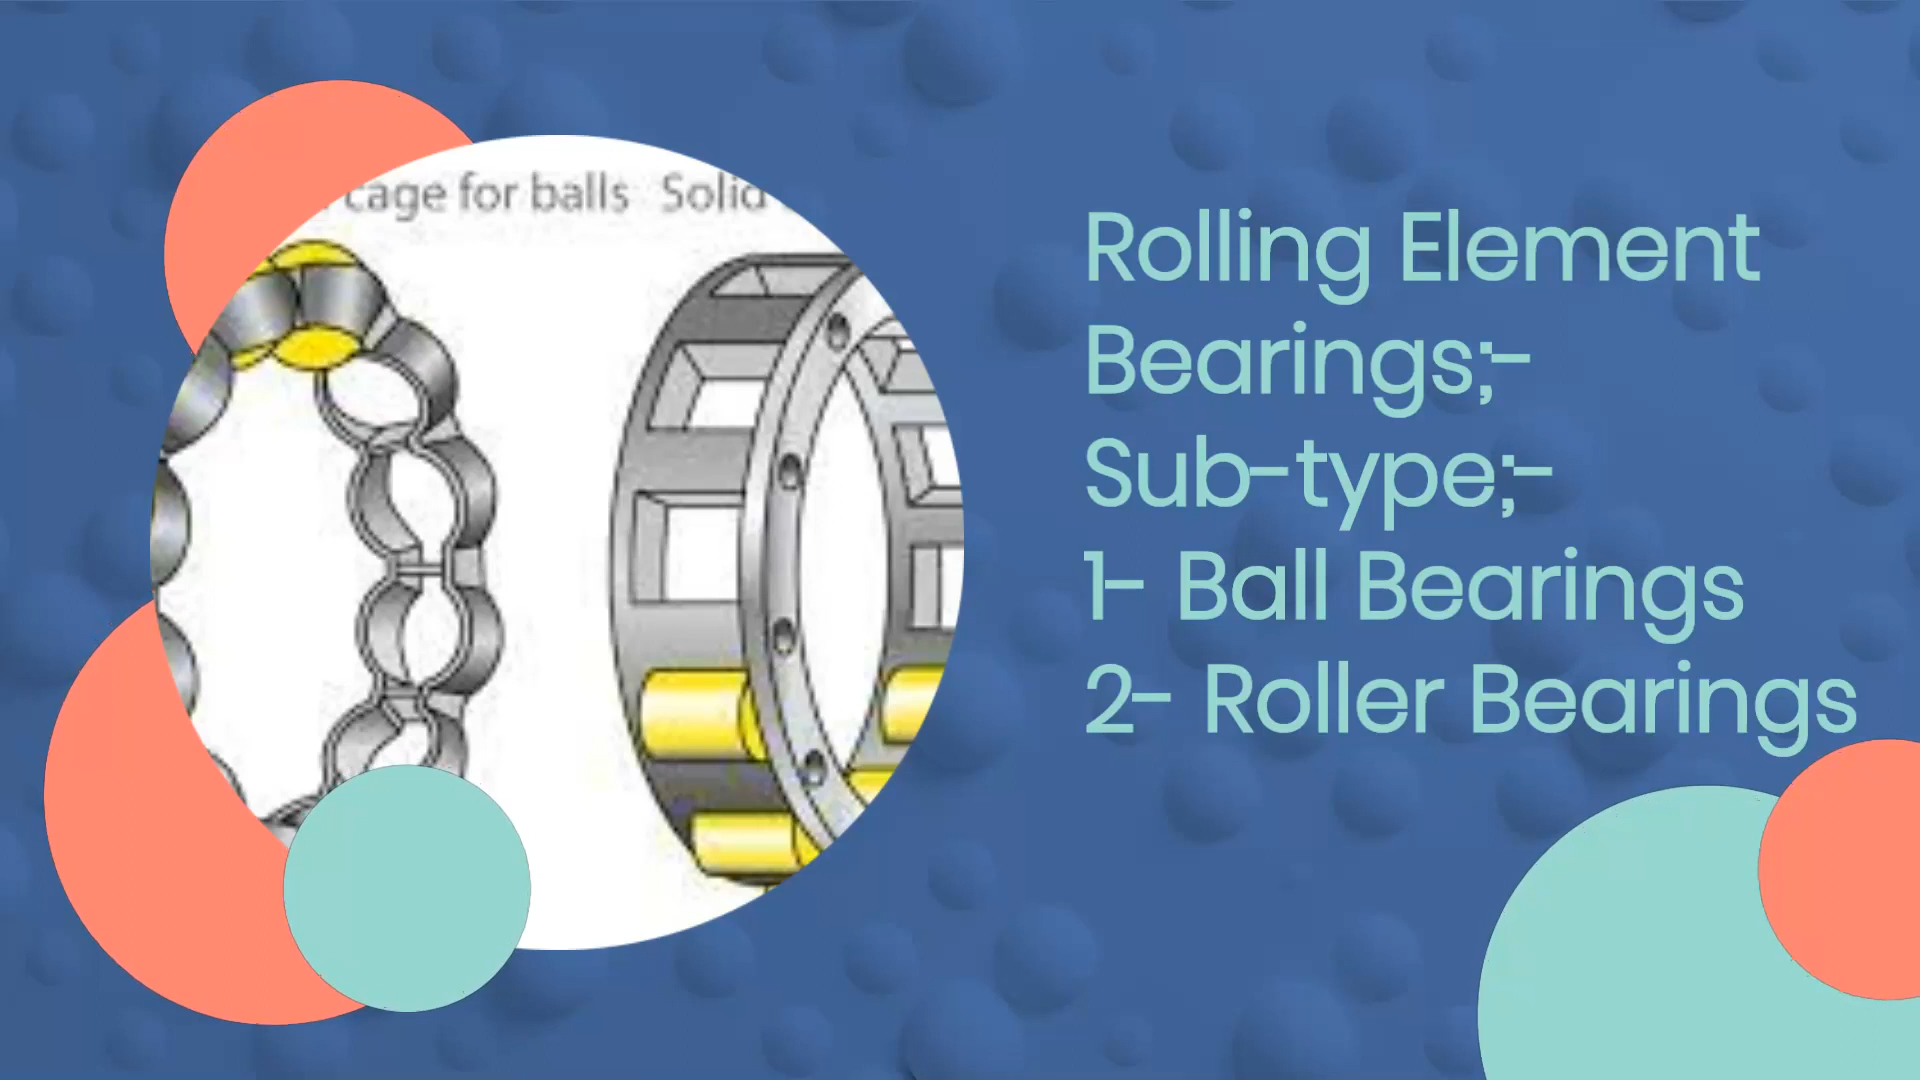 cage for balls Solid
Rolling Element
Bearings;-
Sub-type;-
1- Ball Bearings
2- Roller Bearings